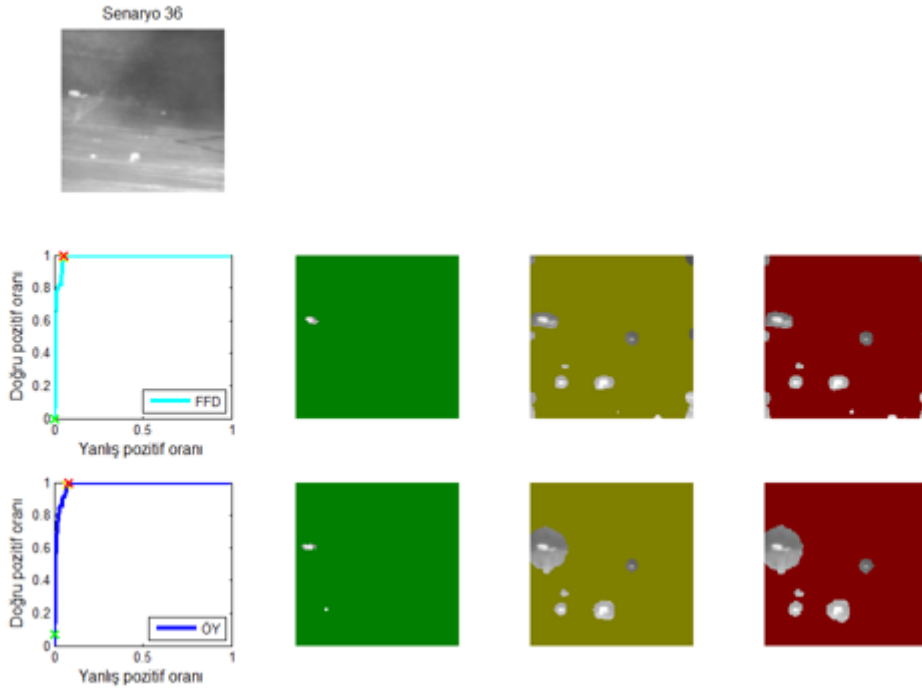 Senaryo 36
1
0.8
0.6
0.4
0.2
0
0 0.5 1
Doğru pozitif oranı
Yanlış pozitif oranı
FFD
1
0.8
0.6
0.4
0.2
0
0 0.5 1
Doğru pozitif oranı
Yanlış pozitif oranı
ÖY